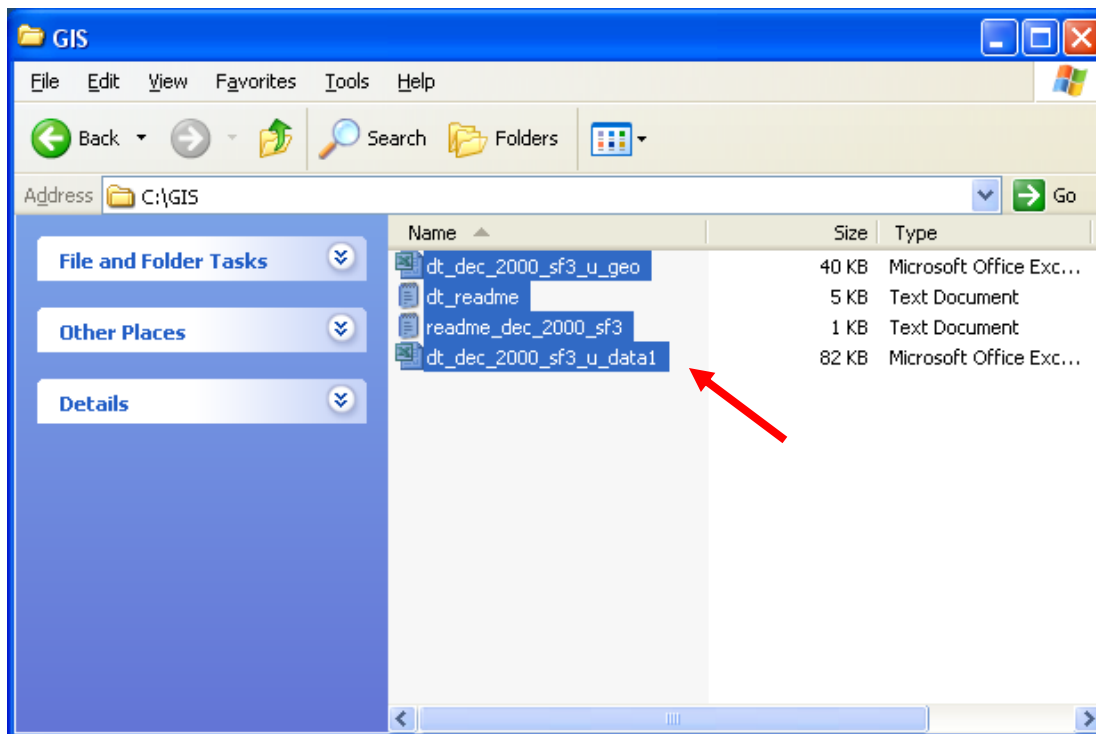 GIS
File Edit View Favorites Tools Help
Back Search Folders
Address C:\GIS Go
Name Size Type
File and Folder Tasks
Other Places
Details
dt_dec_2000_sf3_u_geo 40 KB Microsoft Office Exc...
dt_readme 5 KB Text Document
readme_dec_2000_sf3 1 KB Text Document
dt_dec_2000_sf3_u_data1 82 KB Microsoft Office Exc...